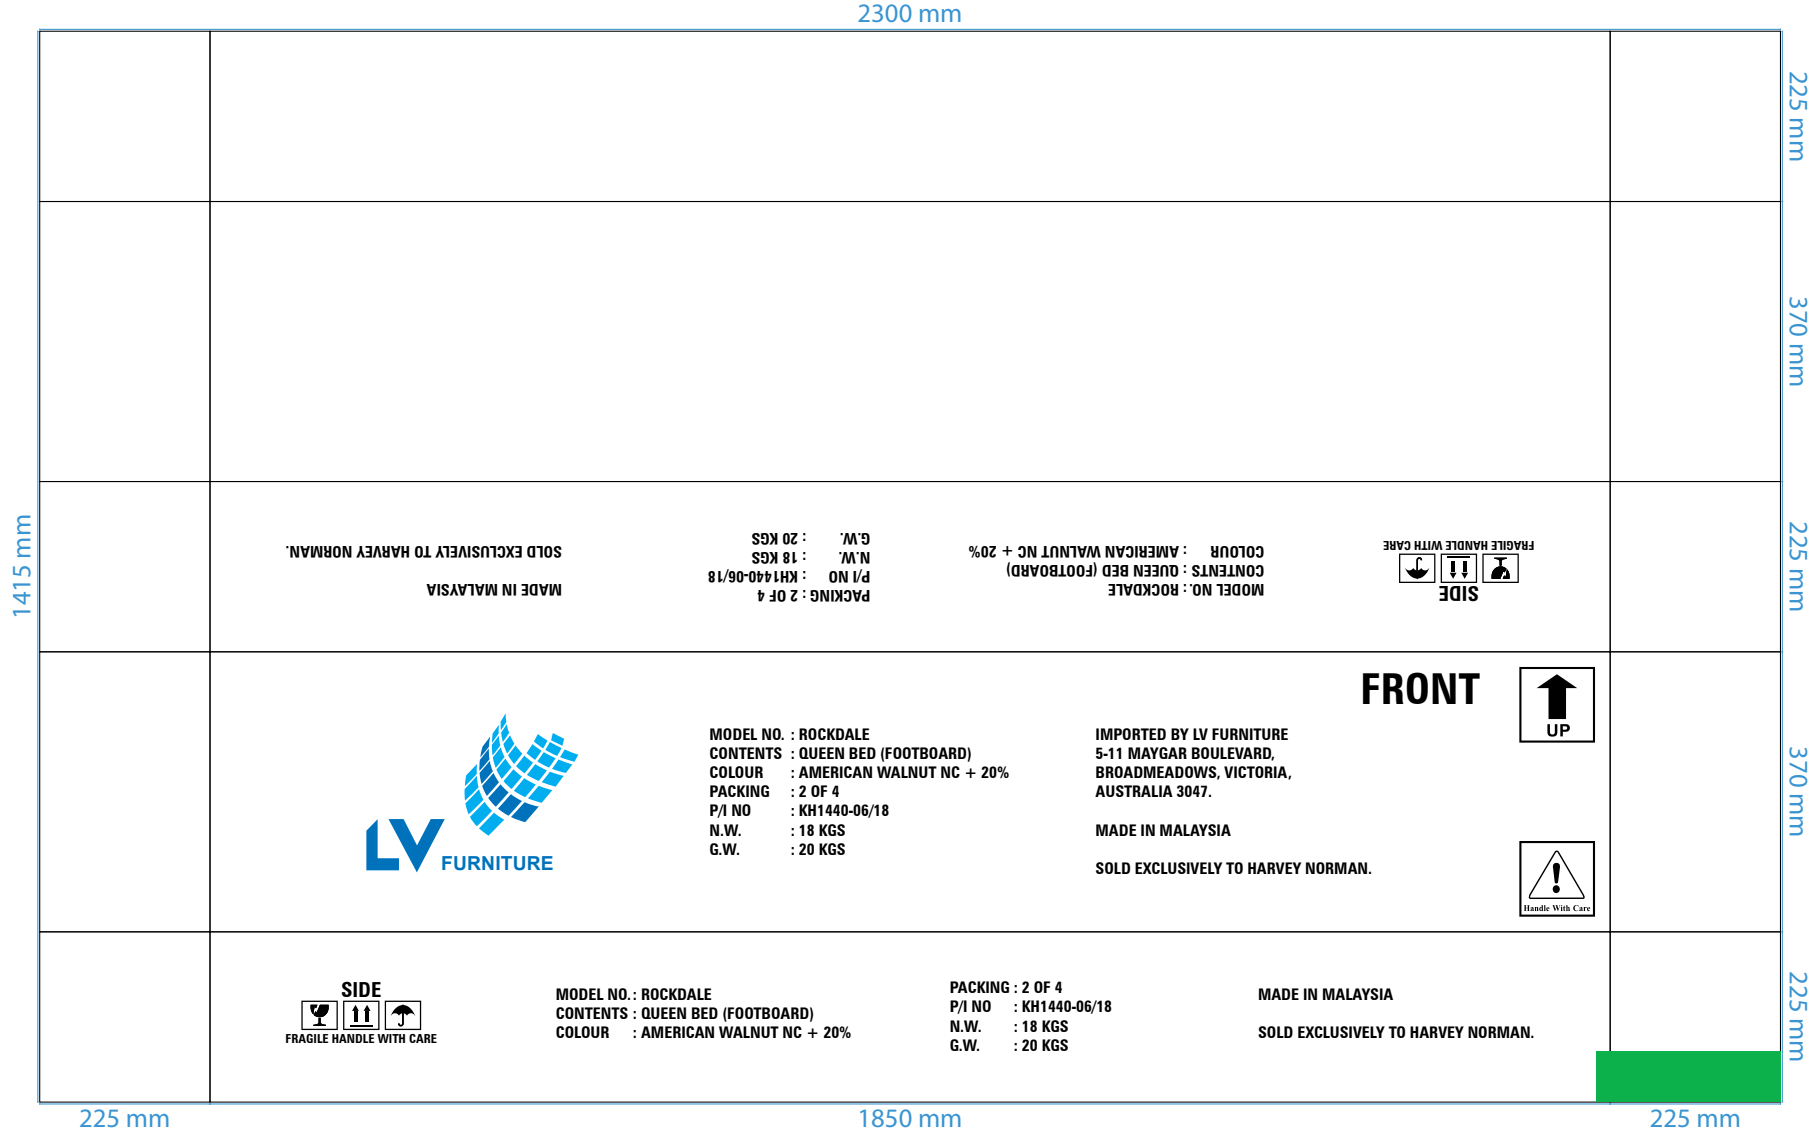 2300 mm
225 mm
370 mm
1415 mm
225 mm
SIDE
FRAGILE HANDLE WITH CARE
MODEL NO. : ROCKDALE
CONTENTS : QUEEN BED (FOOTBOARD)
COLOUR : AMERICAN WALNUT NC + 20%
PACKING : 2 OF 4
P/I NO : KH1440-06/18
N.W. : 18 KGS
G.W. : 20 KGS
MADE IN MALAYSIA
SOLD EXCLUSIVELY TO HARVEY NORMAN.
FRONT
UP
LV FURNITURE
MODEL NO. : ROCKDALE
CONTENTS : QUEEN BED (FOOTBOARD)
COLOUR : AMERICAN WALNUT NC + 20%
PACKING : 2 OF 4
P/I NO : KH1440-06/18
N.W. : 18 KGS
G.W. : 20 KGS
IMPORTED BY LV FURNITURE
5-11 MAYGAR BOULEVARD,
BROADMEADOWS, VICTORIA,
AUSTRALIA 3047.
MADE IN MALAYSIA
SOLD EXCLUSIVELY TO HARVEY NORMAN.
Handle With Care
370 mm
SIDE
FRAGILE HANDLE WITH CARE
MODEL NO. : ROCKDALE
CONTENTS : QUEEN BED (FOOTBOARD)
COLOUR : AMERICAN WALNUT NC + 20%
PACKING : 2 OF 4
P/I NO : KH1440-06/18
N.W. : 18 KGS
G.W. : 20 KGS
MADE IN MALAYSIA
SOLD EXCLUSIVELY TO HARVEY NORMAN.
225 mm
225 mm
1850 mm
225 mm